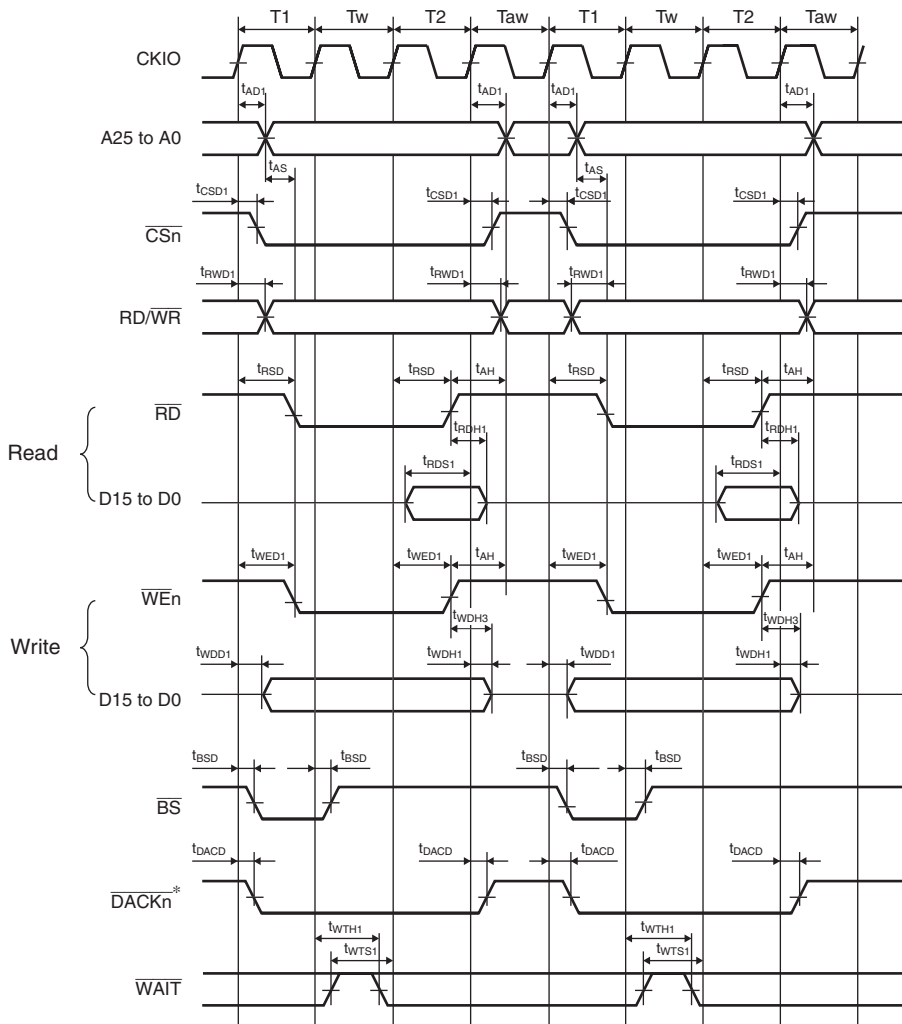 T1 Tw T2 Taw T1 Tw T2 Taw
CKIO
tAD1 tAD1 tAD1 tAD1
A25 to A0
tAS tAS
tCSD1 tCSD1 tCSD1 tCSD1
CSn
tRWD1 tRWD1 tRWD1 tRWD1
RD/WR
tRSD tRSD tAH tRSD tRSD tAH
RD
tRDH1 tRDH1
Read
tRDS1 tRDS1
D15 to D0
tWED1 tWED1 tAH tWED1 tWED1 tAH
WEn
tWDH3 tWDH3
Write
tWDD1 tWDH1 tWDD1 tWDH1
D15 to D0
tBSD tBSD tBSD tBSD
BS
tDACD tDACD tDACD tDACD
DACKn*
tWTH1 tWTH1
tWTS1 tWTS1
WAIT